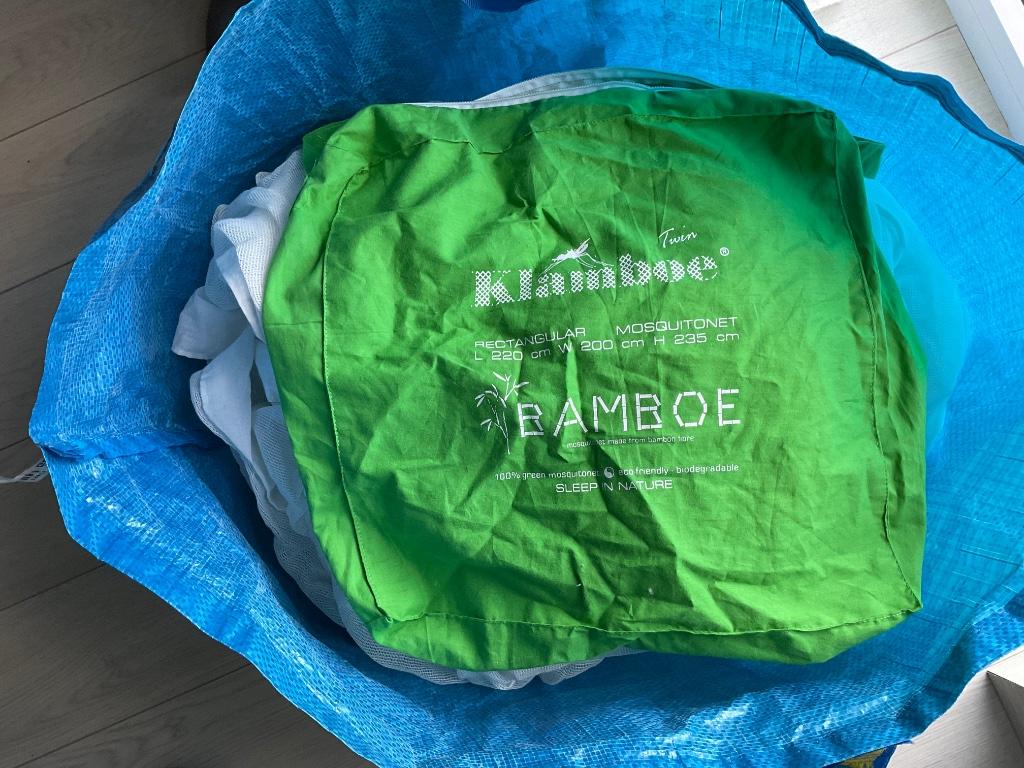 Twin
Klamboe®
RECTANGULAR MOSQUITONET
L 220 cm W 200 cm H 235 cm
BAMBOE
mosquitonet made from bamboo fibre
100% green mosquitonet eco friendly - biodegradable
SLEEP IN NATURE